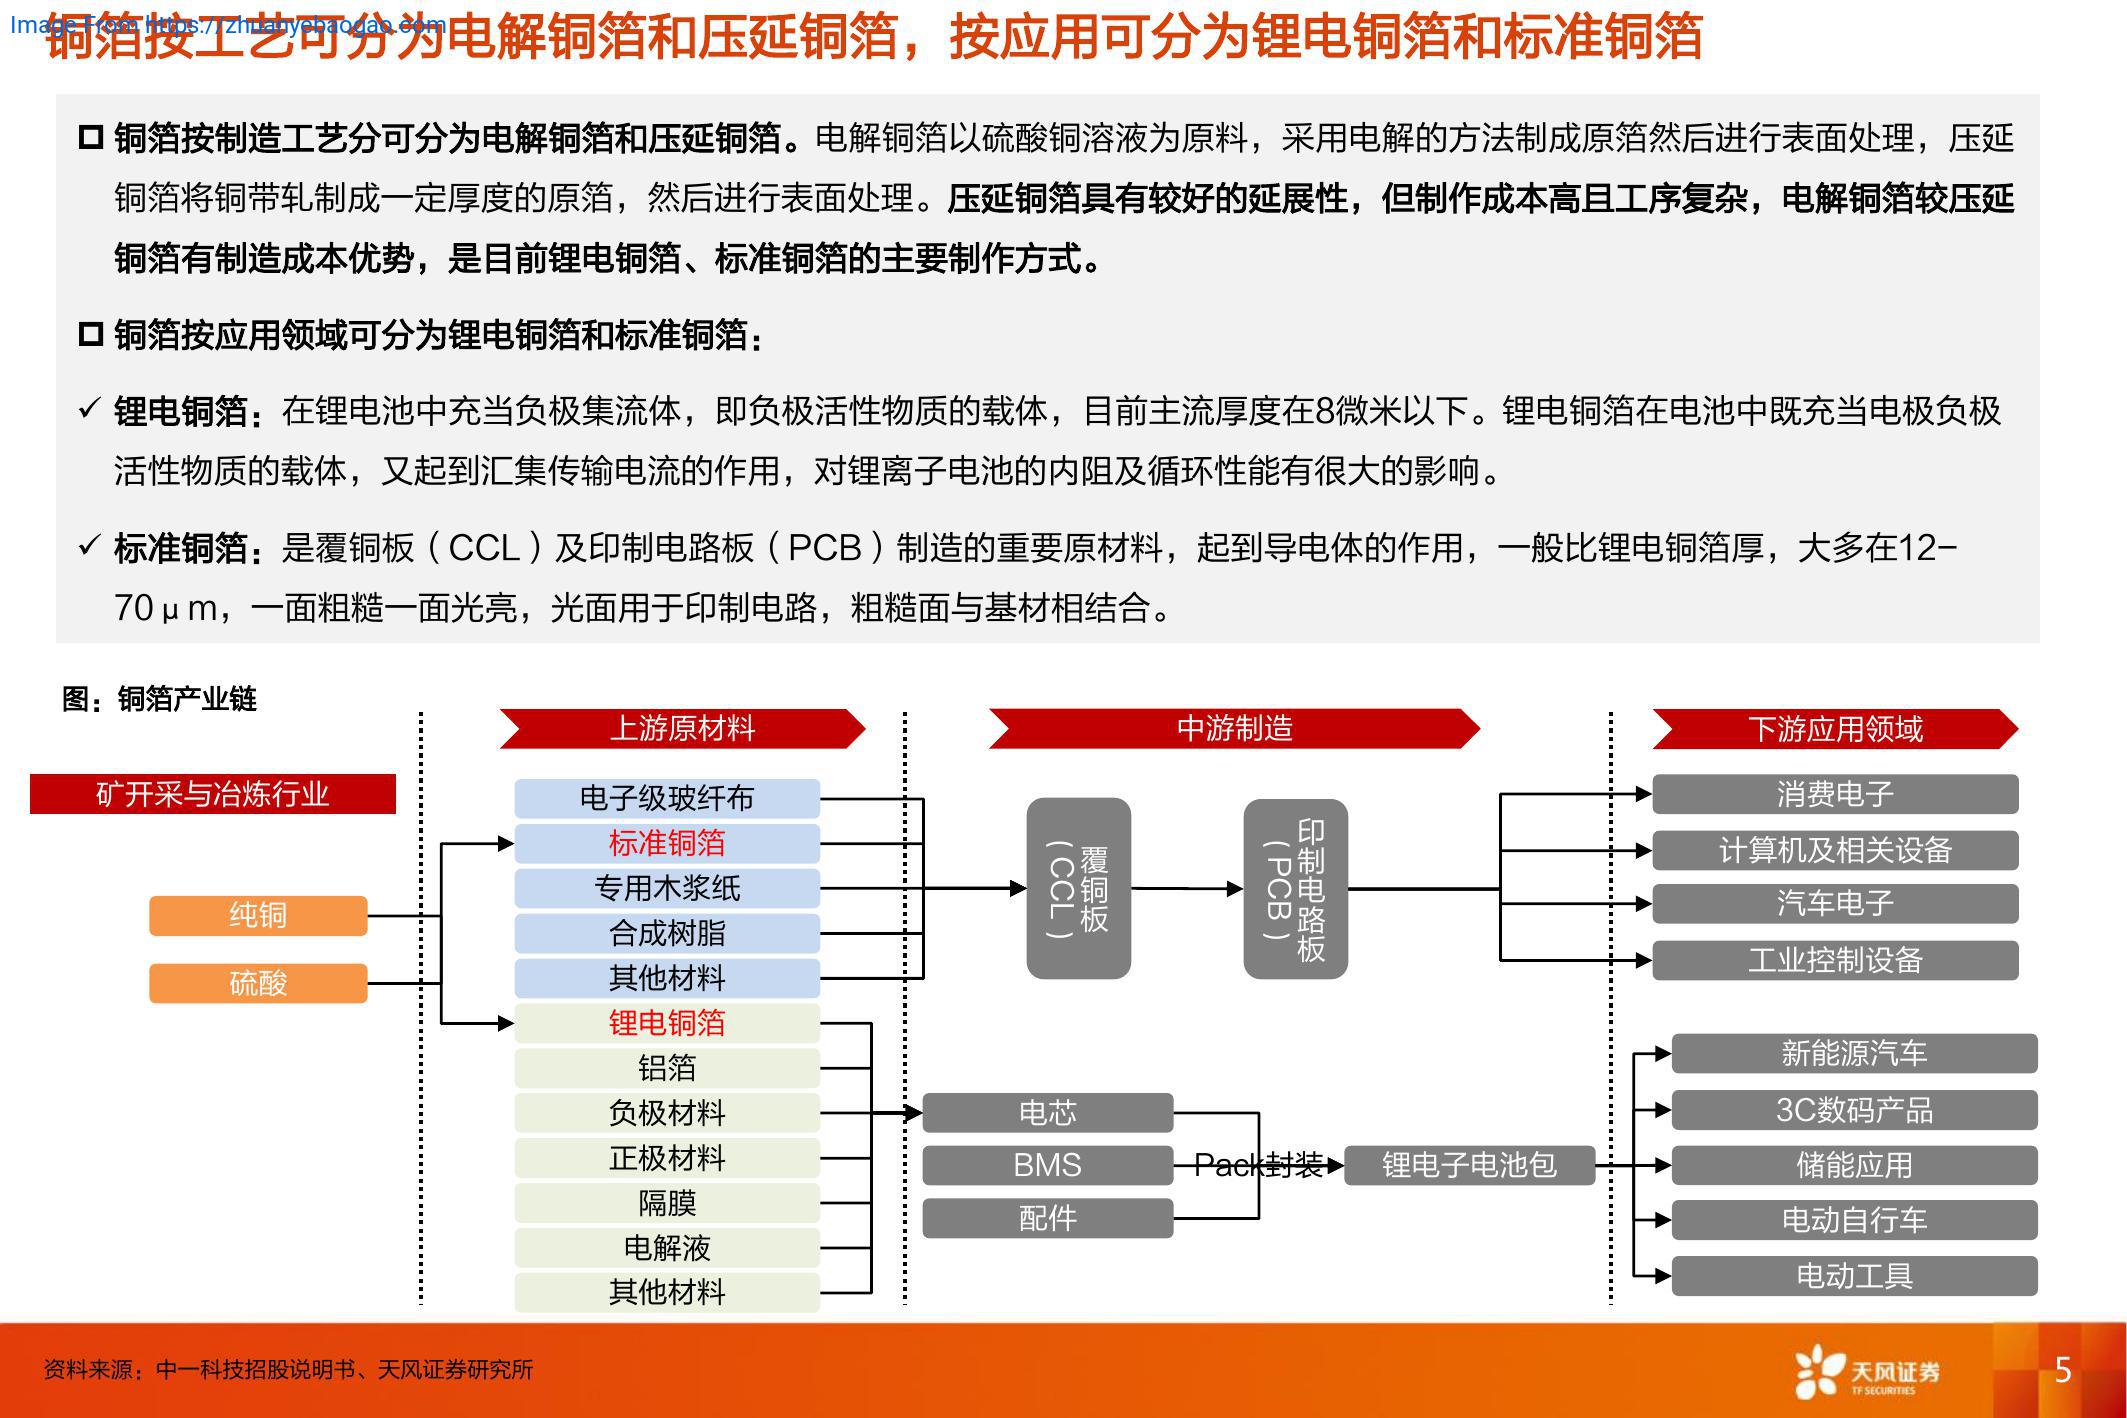 Image From https://zhuanyebaogao.com
铜箔按工艺可分为电解铜箔和压延铜箔，按应用可分为锂电铜箔和标准铜箔
铜箔按制造工艺分可分为电解铜箔和压延铜箔。电解铜箔以硫酸铜溶液为原料，采用电解的方法制成原箔然后进行表面处理，压延
铜箔将铜带轧制成一定厚度的原箔，然后进行表面处理。压延铜箔具有较好的延展性，但制作成本高且工序复杂，电解铜箔较压延
铜箔有制造成本优势，是目前锂电铜箔、标准铜箔的主要制作方式。
铜箔按应用领域可分为锂电铜箔和标准铜箔：
✓ 锂电铜箔：在锂电池中充当负极集流体，即负极活性物质的载体，目前主流厚度在8微米以下。锂电铜箔在电池中既充当电极负极
活性物质的载体，又起到汇集传输电流的作用，对锂离子电池的内阻及循环性能有很大的影响。
✓ 标准铜箔：是覆铜板（CCL）及印制电路板（PCB）制造的重要原材料，起到导电体的作用，一般比锂电铜箔厚，大多在12-
70μm，一面粗糙一面光亮，光面用于印制电路，粗糙面与基材相结合。
图：铜箔产业链
矿开采与冶炼行业
纯铜
硫酸
上游原材料
电子级玻纤布
标准铜箔
专用木浆纸
合成树脂
其他材料
锂电铜箔
铝箔
负极材料
正极材料
隔膜
电解液
其他材料
中游制造
覆铜板
（CCL）
印制电路板
（PCB）
电芯
BMS
配件
Pack封装
锂电子电池包
下游应用领域
消费电子
计算机及相关设备
汽车电子
工业控制设备
新能源汽车
3C数码产品
储能应用
电动自行车
电动工具
资料来源：中一科技招股说明书、天风证券研究所
天风证券
TF SECURITIES
5